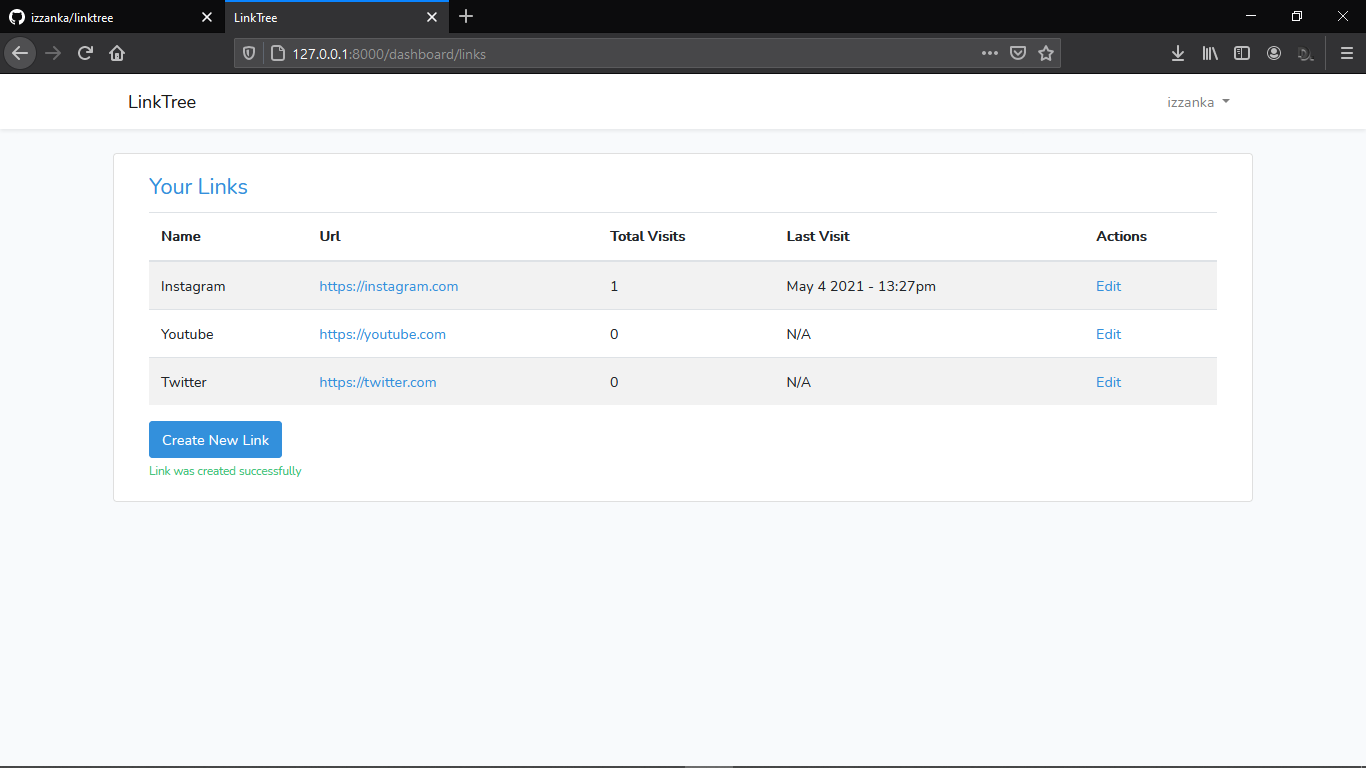 izzanka/linktree
LinkTree
127.0.0.1:8000/dashboard/links
LinkTree
izzanka
Your Links
Name Url Total Visits Last Visit Actions
Instagram https://instagram.com 1 May 4 2021 - 13:27pm Edit
Youtube https://youtube.com 0 N/A Edit
Twitter https://twitter.com 0 N/A Edit
Create New Link
Link was created successfully